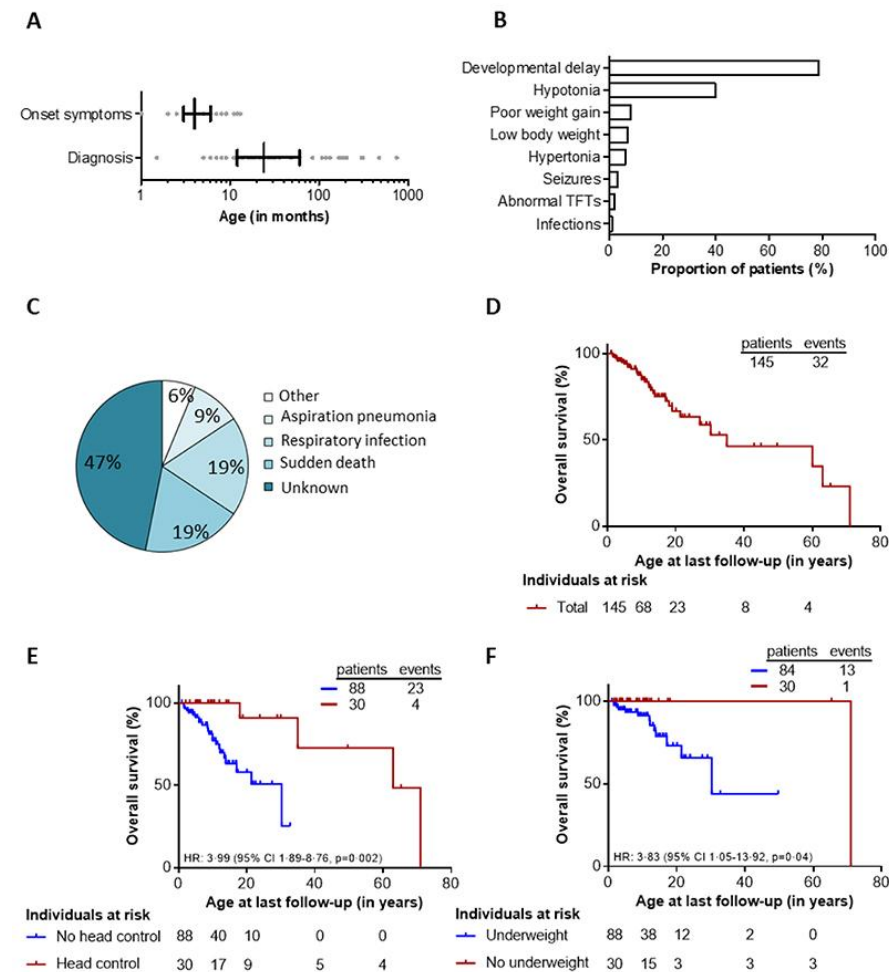 A
Onset symptoms
Diagnosis
1 10 100 1000
Age (in months)
B
Developmental delay
Hypotonia
Poor weight gain
Low body weight
Hypertonia
Seizures
Abnormal TFTs
Infections
0 20 40 60 80 100
Proportion of patients (%)
C
6%
9%
19%
19%
47%
Other
Aspiration pneumonia
Respiratory infection
Sudden death
Unknown
D
patients events
145 32
Overall survival (%)
100
50
0
0 20 40 60 80
Age at last follow-up (in years)
Individuals at risk
Total 145 68 23 8 4
E
patients events
88 23
30 4
Overall survival (%)
100
50
0
HR: 3·99 (95% CI 1·89-8·76, p=0·002)
0 20 40 60 80
Age at last follow-up (in years)
Individuals at risk
No head control 88 40 10 0 0
Head control 30 17 9 5 4
F
patients events
84 13
30 1
Overall survival (%)
100
50
0
HR: 3·83 (95% CI 1·05-13·92, p=0·04)
0 20 40 60 80
Age at last follow-up (in years)
Individuals at risk
Underweight 88 38 12 2 0
No underweight 30 15 3 3 3